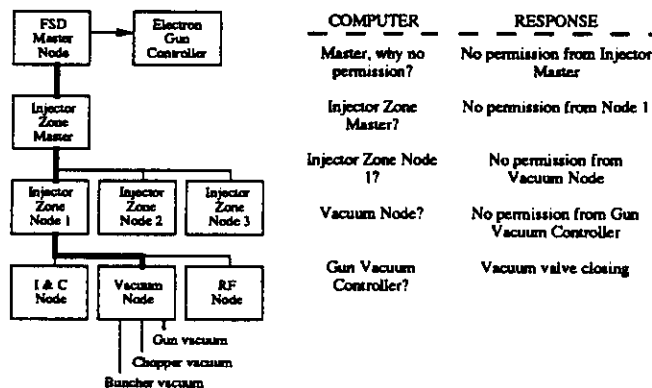 FSD
Master
Node
Electron
Gun
Controller
Injector
Zone
Master
Injector
Zone
Node 1
Injector
Zone
Node 2
Injector
Zone
Node 3
I & C
Node
Vacuum
Node
RF
Node
Gun vacuum
Chopper vacuum
Buncher vacuum
COMPUTER RESPONSE
Master, why no
permission?
No permission from Injector
Master
Injector Zone
Master?
No permission from Node 1
Injector Zone Node
1?
No permission from
Vacuum Node
Vacuum Node?
No permission from Gun
Vacuum Controller
Gun Vacuum
Controller?
Vacuum valve closing